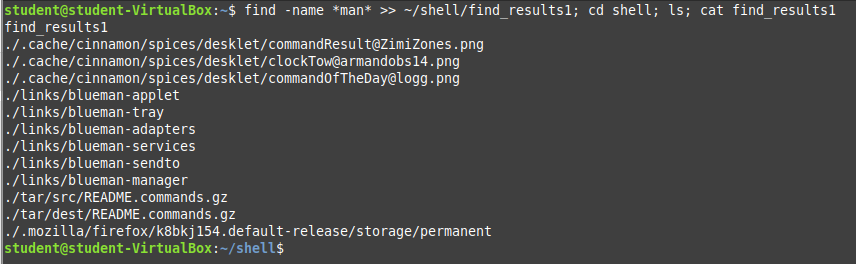 student@student-VirtualBox:~$ find -name *man* >> ~/shell/find_results1; cd shell; ls; cat find_results1
find_results1
./.cache/cinnamon/spices/desklet/commandResult@ZimiZones.png
./.cache/cinnamon/spices/desklet/clockTow@armandobs14.png
./.cache/cinnamon/spices/desklet/commandOfTheDay@logg.png
./links/blueman-applet
./links/blueman-tray
./links/blueman-adapters
./links/blueman-services
./links/blueman-sendto
./links/blueman-manager
./tar/src/README.commands.gz
./tar/dest/README.commands.gz
./.mozilla/firefox/k8bkj154.default-release/storage/permanent
student@student-VirtualBox:~/shell$